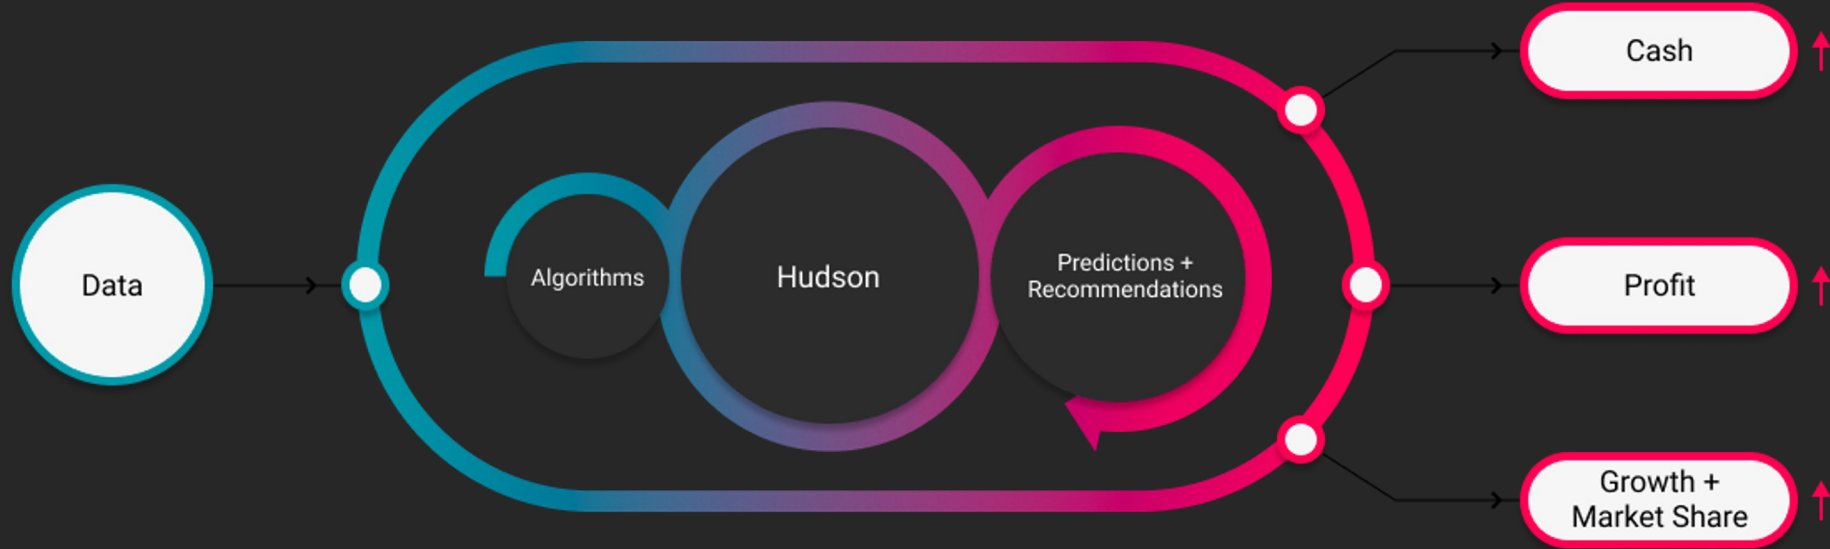 Data
Algorithms
Hudson
Predictions +
Recommendations
Cash
Profit
Growth +
Market Share